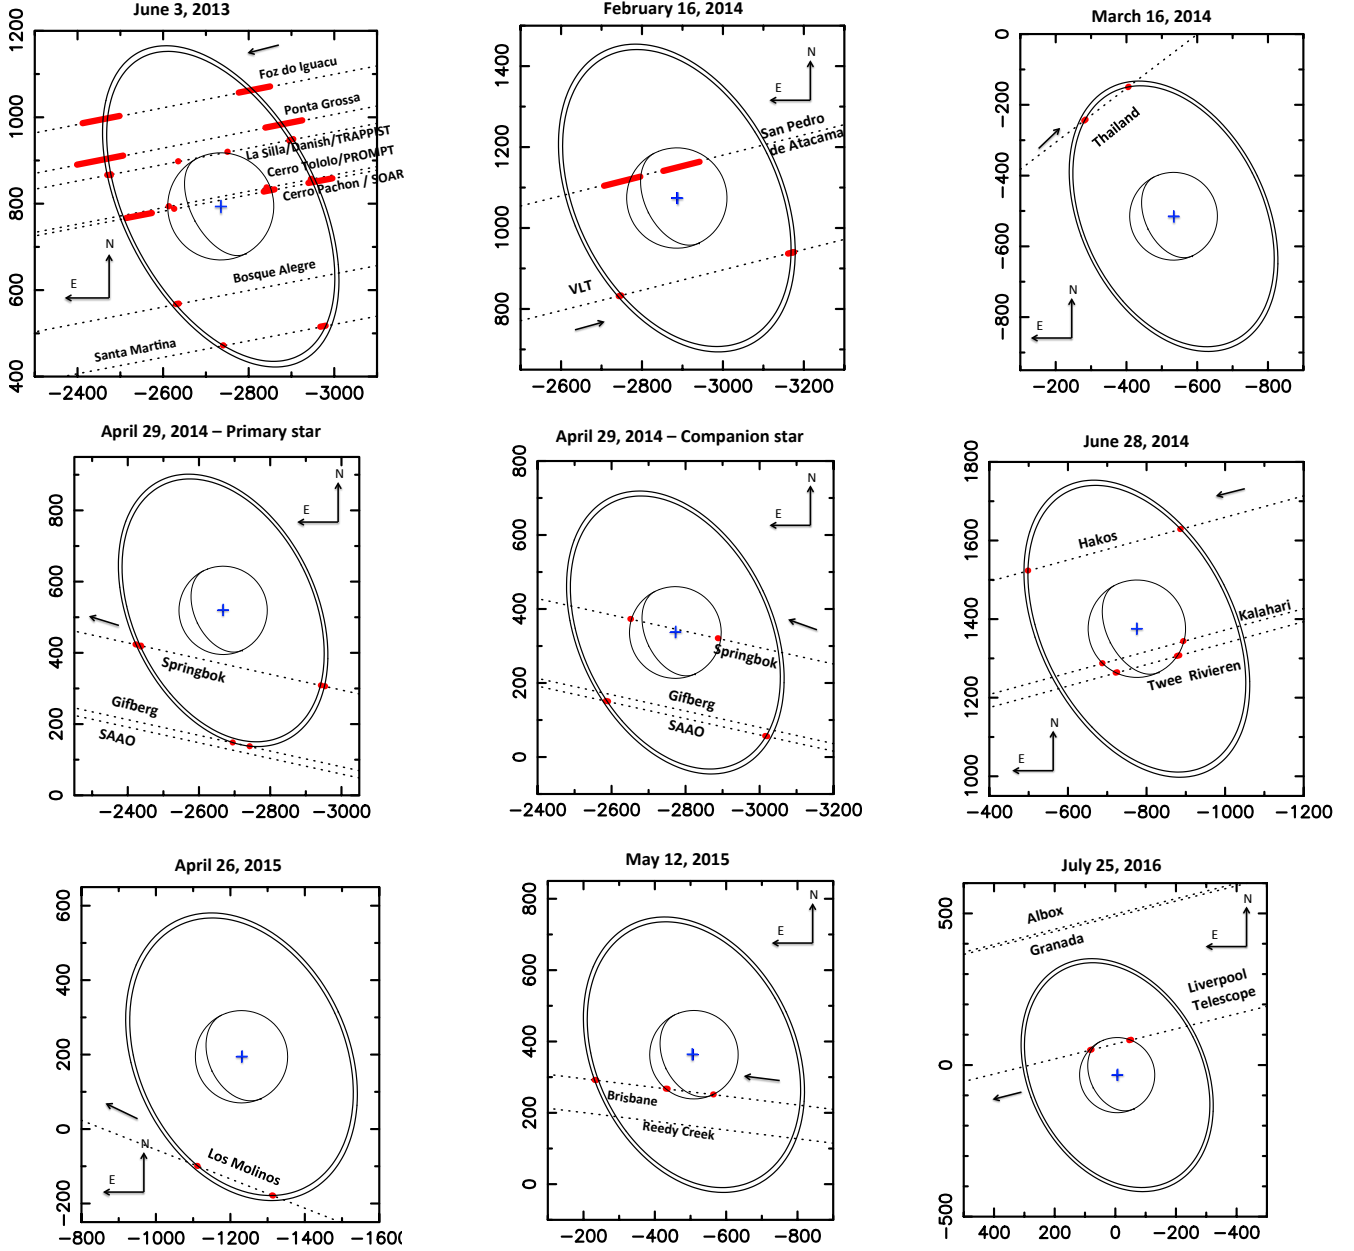 June 3, 2013
1200
1000
800
600
400
−2400
−2600
−2800
−3000
Foz do Iguacu
Ponta Grossa
La Silla/Danish/TRAPPIST
Cerro Tololo/PROMPT
Cerro Pachon / SOAR
N
E
Bosque Alegre
Santa Martina
February 16, 2014
1400
1200
1000
800
−2600
−2800
−3000
−3200
N
E
San Pedro
de Atacama
VLT
March 16, 2014
0
−200
−400
−600
−800
−200
−400
−600
−800
Thailand
N
E
April 29, 2014 – Primary star
800
600
400
200
0
−2400
−2600
−2800
−3000
N
E
Springbok
Gifberg
SAAO
April 29, 2014 – Companion star
800
600
400
200
0
−2400
−2600
−2800
−3000
−3200
N
E
Springbok
Gifberg
SAAO
June 28, 2014
1800
1600
1400
1200
1000
−400
−600
−800
−1000
−1200
Hakos
Kalahari
Twee Rivieren
N
E
April 26, 2015
600
400
200
0
−200
−800
−1000
−1200
−1400
−1600
N
E
Los Molinos
May 12, 2015
800
600
400
200
0
−200
−400
−600
−800
N
E
Brisbane
Reedy Creek
July 25, 2016
500
0
−500
400
200
0
−200
−400
Albox
Granada
N
E
Liverpool
Telescope